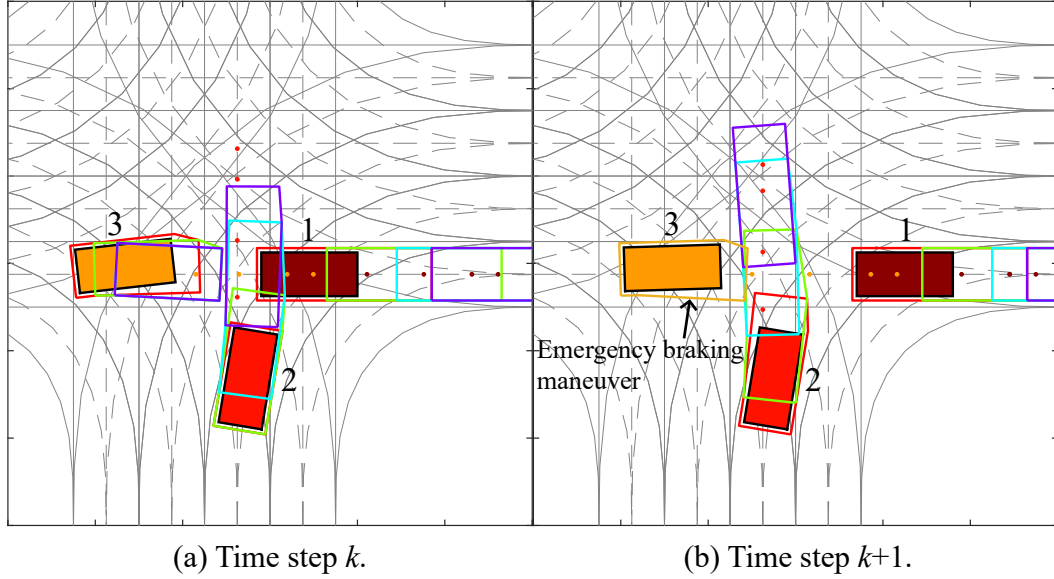 3
1
2
(a) Time step k.
3
1
Emergency braking
maneuver
2
(b) Time step k+1.